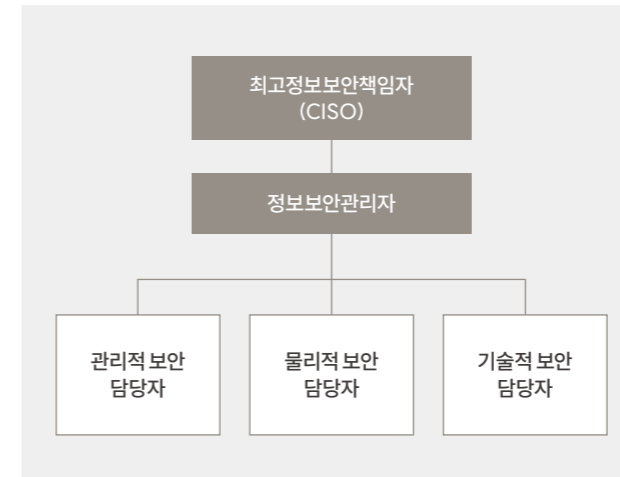 최고정보보안책임자
(CISO)
정보보안관리자
관리적 보안
담당자
물리적 보안
담당자
기술적 보안
담당자